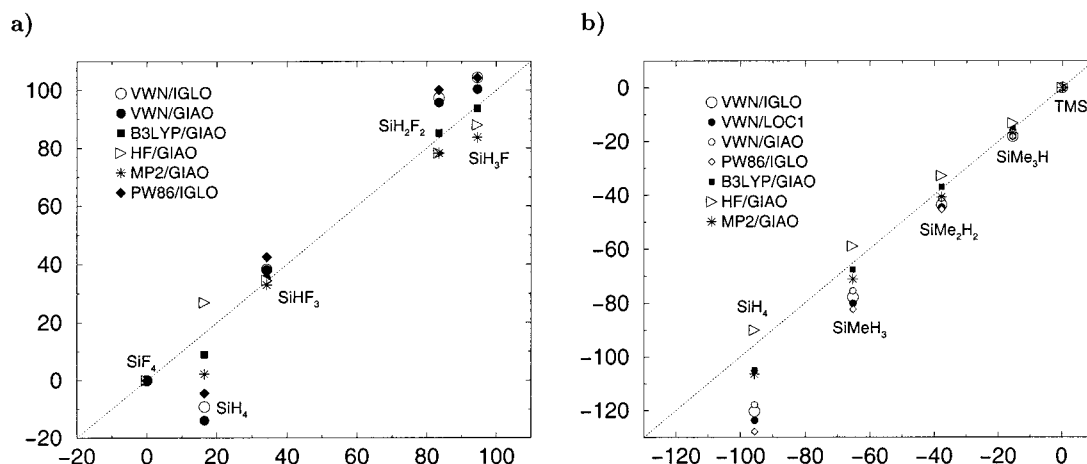 a)
100
80
60
40
20
0
−20
−20 0 20 40 60 80 100
VWN/IGLO
VWN/GIAO
B3LYP/GIAO
HF/GIAO
MP2/GIAO
PW86/IGLO
SiH₂F₂
SiH₃F
SiHF₃
SiF₄
SiH₄
b)
0
−20
−40
−60
−80
−100
−120
−140 −120 −100 −80 −60 −40 −20 0
VWN/IGLO
VWN/LOC1
VWN/GIAO
PW86/IGLO
B3LYP/GIAO
HF/GIAO
MP2/GIAO
TMS
SiMe₃H
SiMe₂H₂
SiMeH₃
SiH₄